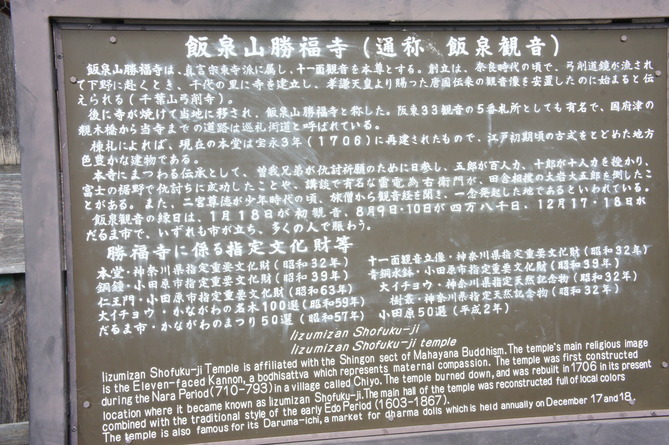 飯泉山勝福寺(通称 飯泉観音)
飯泉山勝福寺は、真言宗東寺派に属し、十一面観音を本尊とする。創立は、奈良時代の頃で、弓削道鏡が流され
て下野に赴くとき、千代の里に寺を建立し、孝謙天皇より賜った唐国伝来の観音像を安置したのに始まると伝
えられる(千葉山弓削寺)。
後に寺が焼けて当地に移され、飯泉山勝福寺と称した。阪東33観音の5番札所としても有名で、国府津の
親木橋から当寺までの道路は巡礼街道と呼ばれている。
棟札によれば、現在の本堂は宝永3年(1706)に再建されたもので、江戸初期頃の古式をとどめた地方
色豊かな建物である。
本寺にまつわる伝承として、曽我兄弟が仇討祈願のために日参し、五郎が百人力、十郎が十人力を授かり、
富士の裾野で仇討ちに成功したことや、講談で有名な雷電為右衛門が、田舎相撲の大岩大五郎を倒したこ
とがある。また、二宮尊徳が少年時代の頃、旅僧から観音経を聞き、一念発起した地であるといわれている。
飯泉観音の縁日は、1月18日が初観音、8月9日・10日が四万八千日、12月17・18日が
だるま市で、いずれも市が立ち、多くの人で賑わう。
勝福寺に係る指定文化財等
本堂・神奈川県指定重要文化財(昭和32年)
銅鐘・小田原市指定重要文化財(昭和39年)
仁王門・小田原市指定重要文化財(昭和63年)
大イチョウ・かながわの名木100選(昭和59年)
だるま市・かながわのまつり50選(昭和57年)
十一面観音立像・神奈川県指定重要文化財(昭和32年)
青銅水鉢・小田原市指定重要文化財(昭和39年)
大イチョウ・神奈川県指定天然記念物(昭和32年)
樹叢・神奈川県指定天然記念物(昭和32年)
小田原50選(平成2年)
Iizumizan Shofuku-ji
Iizumizan Shofuku-ji temple
Iizumizan Shofuku-ji Temple is affiliated with the Shingon sect of Mahayana Buddhism. The temple's main religious image
is the Eleven-faced Kannon, a bodhisattva which represents maternal compassion. The temple was first constructed
during the Nara Period (710-793) in a village called Chiyo. The temple burned down, and was rebuilt in 1706 in its present
location where it became known as Iizumizan Shofuku-ji. The main hall of the temple was reconstructed full of local colors
combined with the traditional style of the early Edo Period (1603-1867).
The temple is also famous for its Daruma-ichi, a market for dharma dolls which is held annually on December 17 and 18.